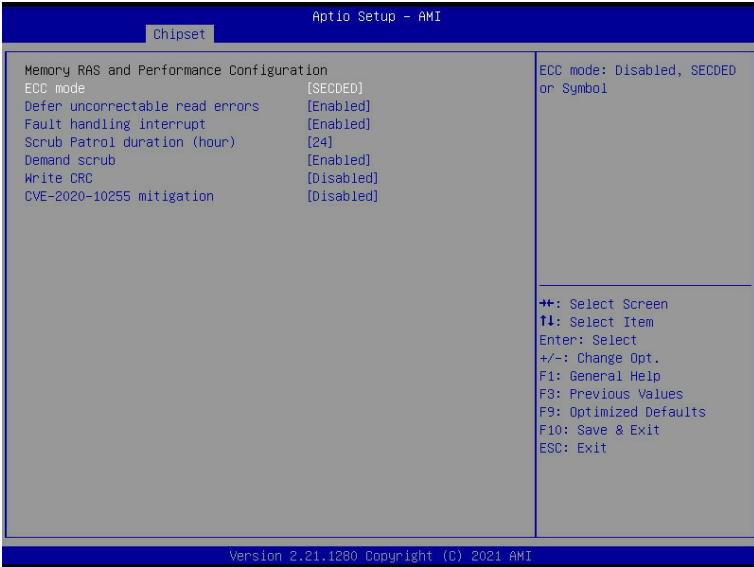 Aptio Setup – AMI
Chipset
Memory RAS and Performance Configuration
ECC mode [SECDED]
Defer uncorrectable read errors [Enabled]
Fault handling interrupt [Enabled]
Scrub Patrol duration (hour) [24]
Demand scrub [Enabled]
Write CRC [Disabled]
CVE-2020-10255 mitigation [Disabled]
ECC mode: Disabled, SECDED
or Symbol
→←: Select Screen
↑↓: Select Item
Enter: Select
+/-: Change Opt.
F1: General Help
F3: Previous Values
F9: Optimized Defaults
F10: Save & Exit
ESC: Exit
Version 2.21.1280 Copyright (C) 2021 AMI